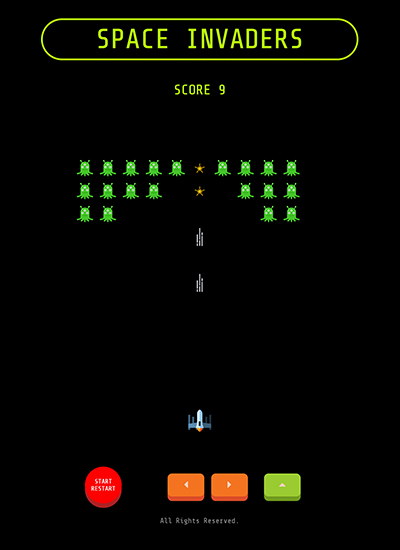 SPACE INVADERS
SCORE 9
START
RESTART
All Rights Reserved.